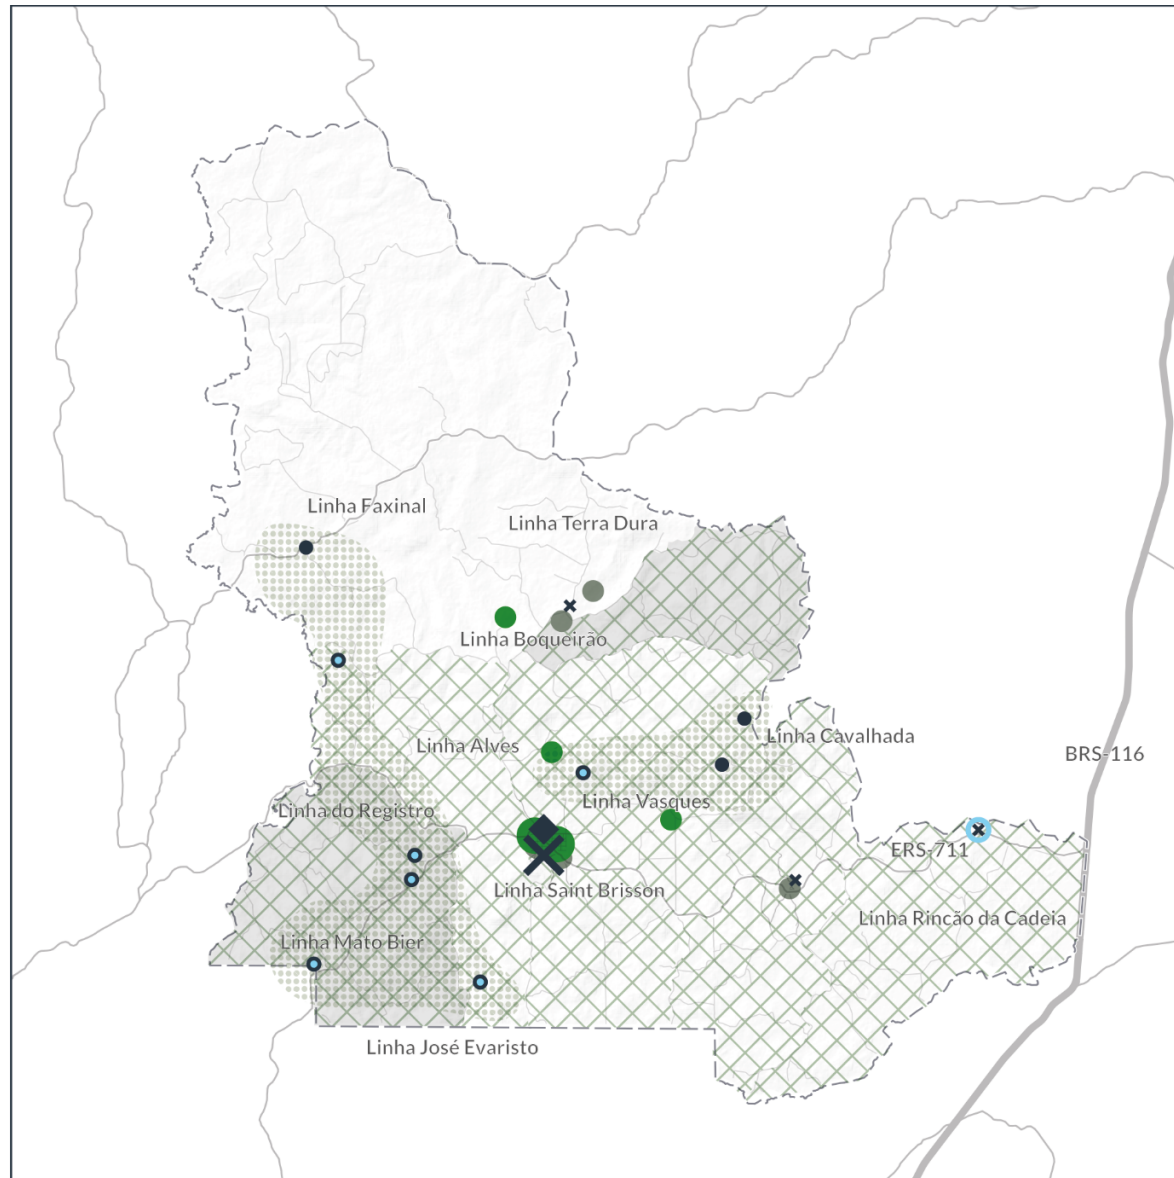 Linha Faxinal
Linha Terra Dura
Linha Boqueirão
Linha Cavalhada
Linha Alves
BRS-116
Linha Vasques
Linha do Registro
ERS-711
Linha Saint Brisson
Linha Rincão da Cadeia
Linha Mato Bier
Linha José Evaristo